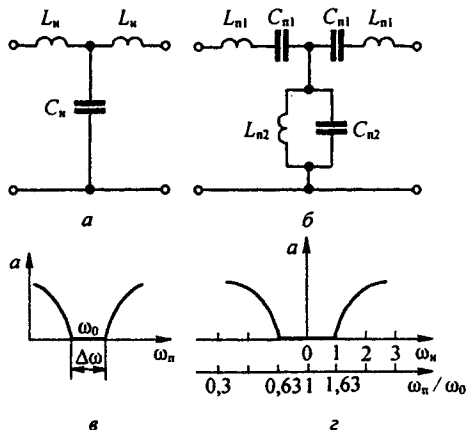 Lн Lн Lп1 Cп1 Cп1 Lп1
Cн Lп2 Cп2
а б
a ω₀ Δω ωп
a 0 1 2 3 ωн
0,3 0,63 1 1,63 ωп / ω₀
в г